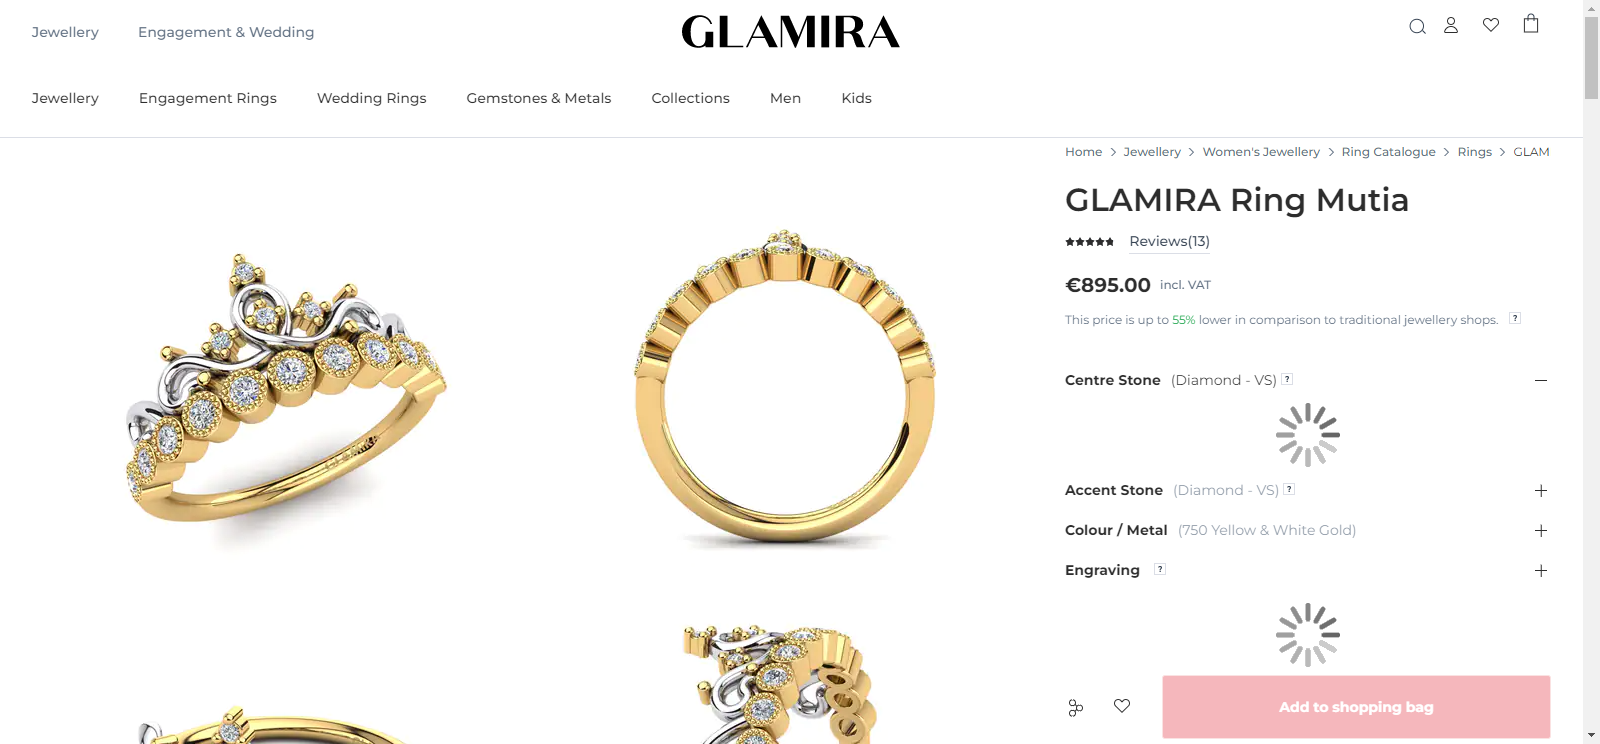 Jewellery
Engagement & Wedding
GLAMIRA
Jewellery
Engagement Rings
Wedding Rings
Gemstones & Metals
Collections
Men
Kids
Home > Jewellery > Women's Jewellery > Ring Catalogue > Rings > GLAM
GLAMIRA Ring Mutia
Reviews(13)
€895.00 incl. VAT
This price is up to 55% lower in comparison to traditional jewellery shops. ?
Centre Stone (Diamond - VS) ?
Accent Stone (Diamond - VS) ?
Colour / Metal (750 Yellow & White Gold)
Engraving ?
Add to shopping bag